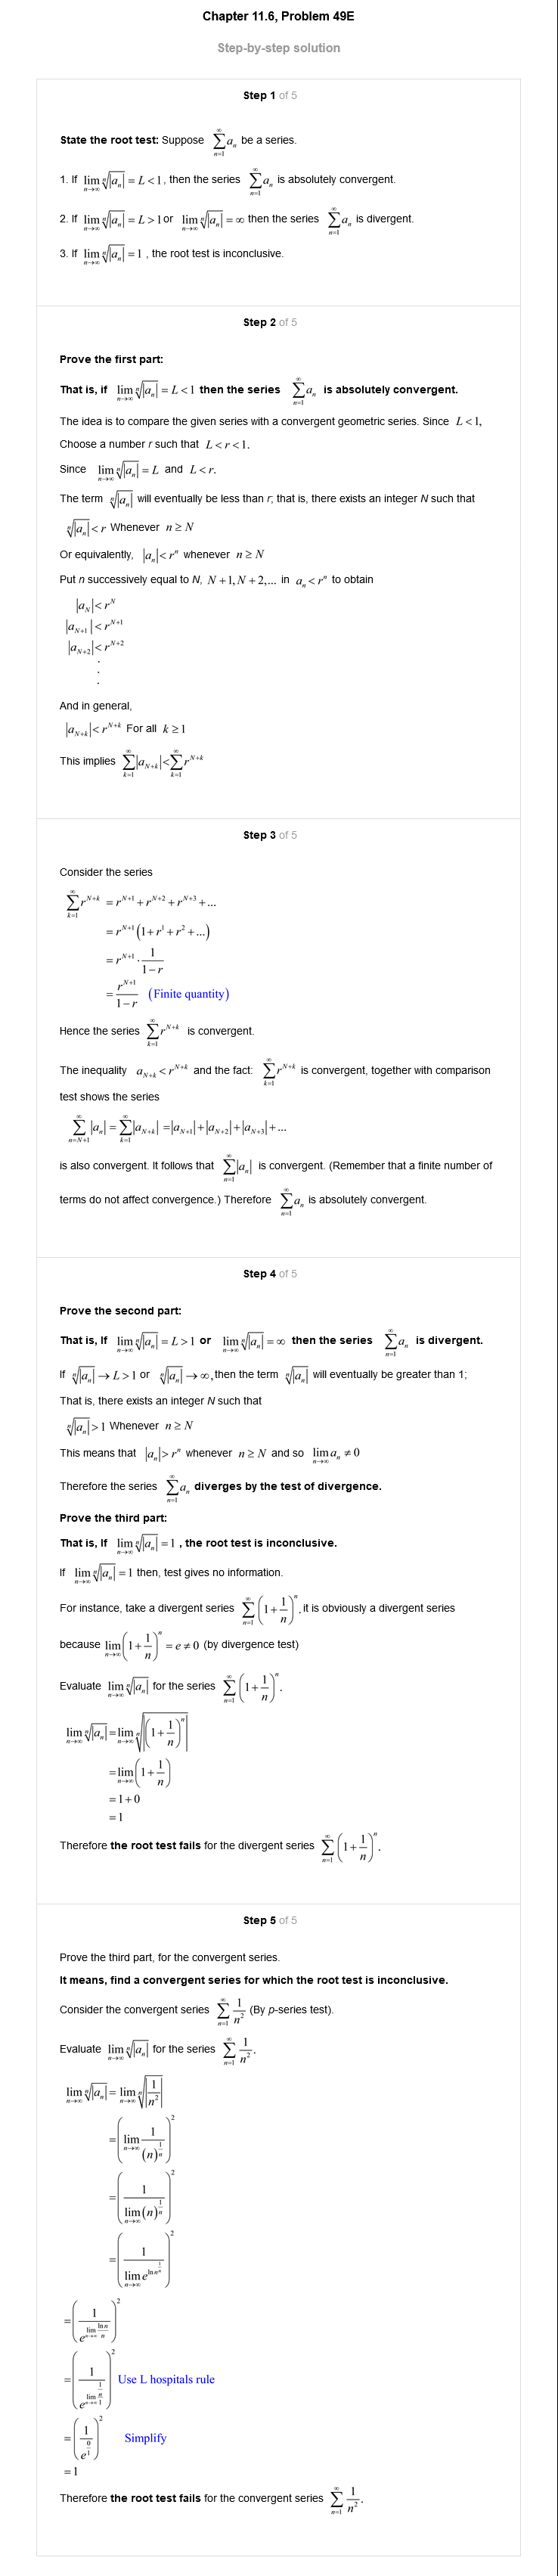 Chapter 11.6, Problem 49E
Step-by-step solution
Step 1 of 5
State the root test: Suppose $\sum_{n=1}^{\infty} a_n$ be a series.
1. If $\lim_{n\to\infty} \sqrt[n]{|a_n|} = L < 1$, then the series $\sum_{n=1}^{\infty} a_n$ is absolutely convergent.
2. If $\lim_{n\to\infty} \sqrt[n]{|a_n|} = L > 1$ or $\lim_{n\to\infty} \sqrt[n]{|a_n|} = \infty$ then the series $\sum_{n=1}^{\infty} a_n$ is divergent.
3. If $\lim_{n\to\infty} \sqrt[n]{|a_n|} = 1$, the root test is inconclusive.
Step 2 of 5
Prove the first part:
That is, if $\lim_{n\to\infty} \sqrt[n]{|a_n|} = L < 1$ then the series $\sum_{n=1}^{\infty} a_n$ is absolutely convergent.
The idea is to compare the given series with a convergent geometric series. Since $L < 1$,
Choose a number r such that $L < r < 1$.
Since $\lim_{n\to\infty} \sqrt[n]{|a_n|} = L$ and $L < r$.
The term $\sqrt[n]{|a_n|}$ will eventually be less than r; that is, there exists an integer N such that
$\sqrt[n]{|a_n|} < r$ Whenever $n \geq N$
Or equivalently, $|a_n| < r^n$ whenever $n \geq N$
Put n successively equal to N, $N+1, N+2, ...$ in $a_n < r^n$ to obtain
$|a_N| < r^N$
$|a_{N+1}| < r^{N+1}$
$|a_{N+2}| < r^{N+2}$
.
.
.
And in general,
$|a_{N+k}| < r^{N+k}$ For all $k \geq 1$
This implies $\sum_{k=1}^{\infty} |a_{N+k}| < \sum_{k=1}^{\infty} r^{N+k}$
Step 3 of 5
Consider the series
$\sum_{k=1}^{\infty} r^{N+k} = r^{N+1} + r^{N+2} + r^{N+3} + ...$
$= r^{N+1} (1 + r^1 + r^2 + ...)$
$= r^{N+1} \cdot \frac{1}{1-r}$
$= \frac{r^{N+1}}{1-r}$ (Finite quantity)
Hence the series $\sum_{k=1}^{\infty} r^{N+k}$ is convergent.
The inequality $a_{N+k} < r^{N+k}$ and the fact: $\sum_{k=1}^{\infty} r^{N+k}$ is convergent, together with comparison
test shows the series
$\sum_{n=N+1}^{\infty} |a_n| = \sum_{k=1}^{\infty} |a_{N+k}| = |a_{N+1}| + |a_{N+2}| + |a_{N+3}| + ...$
is also convergent. It follows that $\sum_{n=1}^{\infty} |a_n|$ is convergent. (Remember that a finite number of
terms do not affect convergence.) Therefore $\sum_{n=1}^{\infty} a_n$ is absolutely convergent.
Step 4 of 5
Prove the second part:
That is, If $\lim_{n\to\infty} \sqrt[n]{|a_n|} = L > 1$ or $\lim_{n\to\infty} \sqrt[n]{|a_n|} = \infty$ then the series $\sum_{n=1}^{\infty} a_n$ is divergent.
If $\sqrt[n]{|a_n|} \to L > 1$ or $\sqrt[n]{|a_n|} \to \infty$, then the term $\sqrt[n]{|a_n|}$ will eventually be greater than 1;
That is, there exists an integer N such that
$\sqrt[n]{|a_n|} > 1$ Whenever $n \geq N$
This means that $|a_n| > r^n$ whenever $n \geq N$ and so $\lim_{n\to\infty} a_n \neq 0$
Therefore the series $\sum_{n=1}^{\infty} a_n$ diverges by the test of divergence.
Prove the third part:
That is, If $\lim_{n\to\infty} \sqrt[n]{|a_n|} = 1$, the root test is inconclusive.
If $\lim_{n\to\infty} \sqrt[n]{|a_n|} = 1$ then, test gives no information.
For instance, take a divergent series $\sum_{n=1}^{\infty} \left(1+\frac{1}{n}\right)^n$, it is obviously a divergent series
because $\lim_{n\to\infty} \left(1+\frac{1}{n}\right)^n = e \neq 0$ (by divergence test)
Evaluate $\lim_{n\to\infty} \sqrt[n]{|a_n|}$ for the series $\sum_{n=1}^{\infty} \left(1+\frac{1}{n}\right)^n$.
$\lim_{n\to\infty} \sqrt[n]{|a_n|} = \lim_{n\to\infty} \sqrt[n]{\left|\left(1+\frac{1}{n}\right)^n\right|}$
$= \lim_{n\to\infty} \left(1+\frac{1}{n}\right)$
$= 1 + 0$
$= 1$
Therefore the root test fails for the divergent series $\sum_{n=1}^{\infty} \left(1+\frac{1}{n}\right)^n$.
Step 5 of 5
Prove the third part, for the convergent series.
It means, find a convergent series for which the root test is inconclusive.
Consider the convergent series $\sum_{n=1}^{\infty} \frac{1}{n^2}$ (By p-series test).
Evaluate $\lim_{n\to\infty} \sqrt[n]{|a_n|}$ for the series $\sum_{n=1}^{\infty} \frac{1}{n^2}$.
$\lim_{n\to\infty} \sqrt[n]{|a_n|} = \lim_{n\to\infty} \sqrt[n]{\left|\frac{1}{n^2}\right|}$
$= \left(\lim_{n\to\infty} \frac{1}{(n)^{\frac{1}{n}}}\right)^2$
$= \left(\frac{1}{\lim_{n\to\infty} (n)^{\frac{1}{n}}}\right)^2$
$= \left(\frac{1}{\lim_{n\to\infty} e^{\ln n^{\frac{1}{n}}}}\right)^2$
$= \left(\frac{1}{e^{\lim_{n\to\infty} \frac{\ln n}{n}}}\right)^2$
$= \left(\frac{1}{e^{\lim_{n\to\infty} \frac{\frac{1}{n}}{1}}}\right)^2$ Use L hospitals rule
$= \left(\frac{1}{e^{\frac{0}{1}}}\right)^2$ Simplify
$= 1$
Therefore the root test fails for the convergent series $\sum_{n=1}^{\infty} \frac{1}{n^2}$.